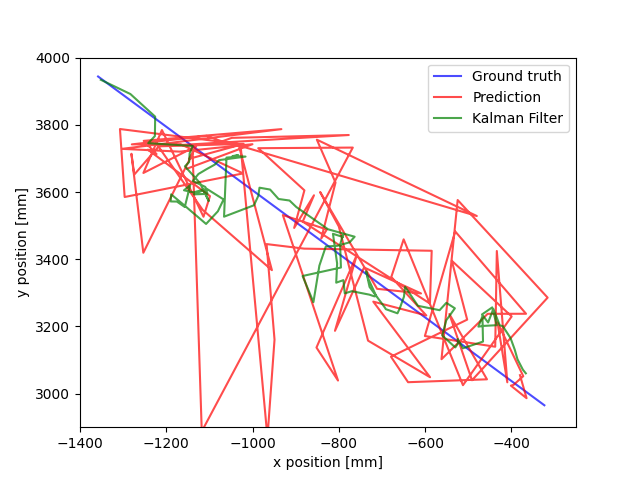 Ground truth
Prediction
Kalman Filter
4000
3800
3600
3400
3200
3000
y position [mm]
−1400 −1200 −1000 −800 −600 −400
x position [mm]